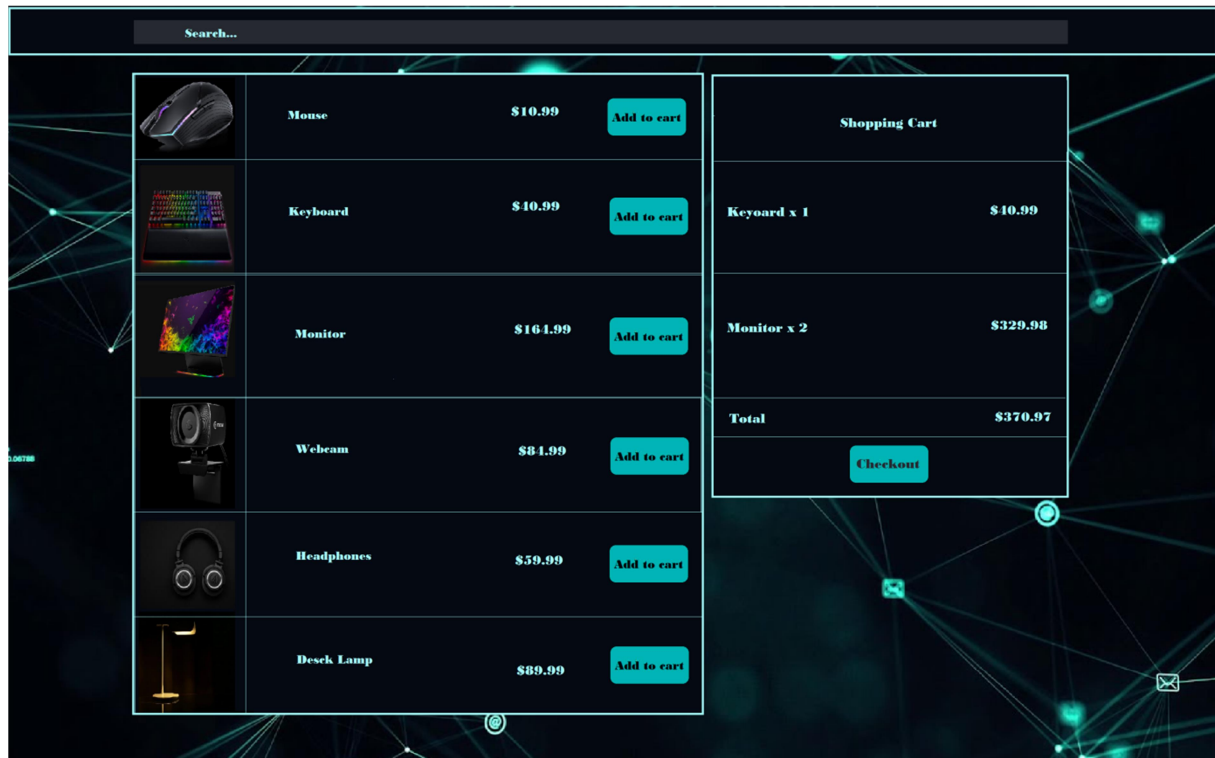 Search...
Mouse $10.99 Add to cart
Keyboard $40.99 Add to cart
Monitor $164.99 Add to cart
Webcam $84.99 Add to cart
Headphones $59.99 Add to cart
Desck Lamp $89.99 Add to cart
Shopping Cart
Keyoard x 1 $40.99
Monitor x 2 $329.98
Total $370.97
Checkout
0.06788
@